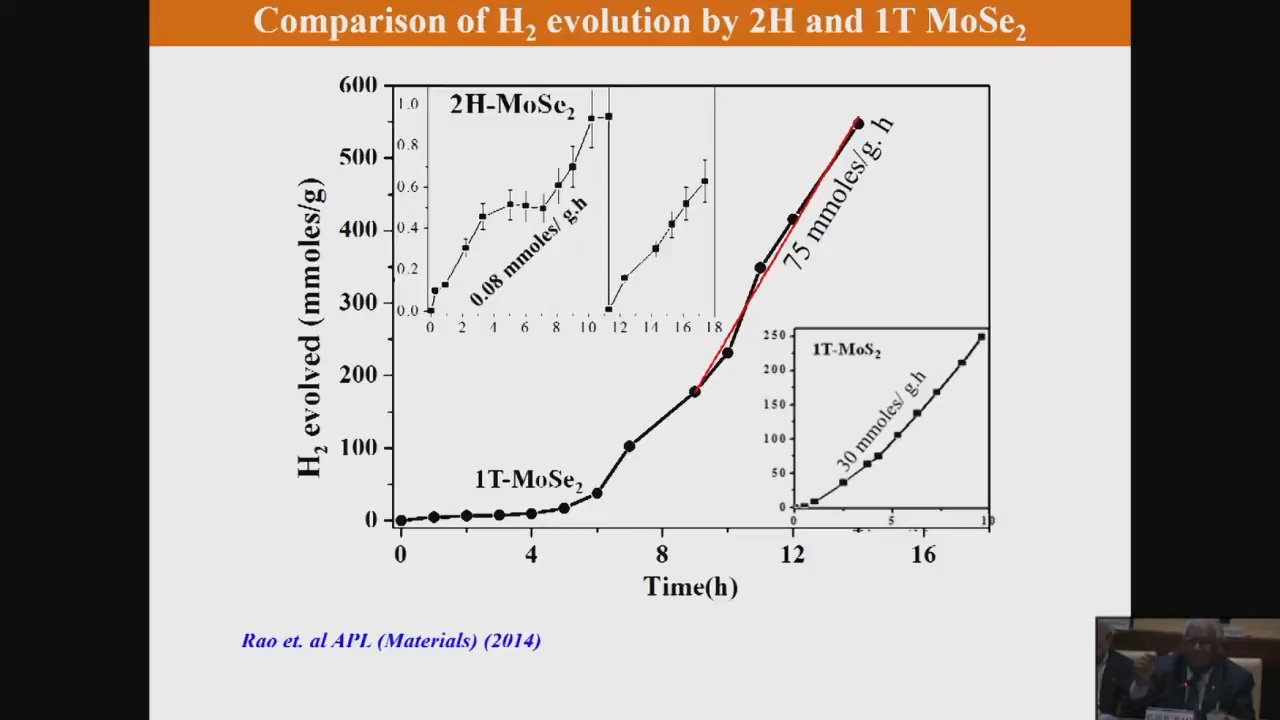 Comparison of H₂ evolution by 2H and 1T MoSe₂
H₂ evolved (mmoles/g)
600
500
400
300
200
100
0
0 4 8 12 16
Time(h)
1T-MoSe₂
75 mmoles/g. h
2H-MoSe₂
1.0
0.8
0.6
0.4
0.2
0.0
0 2 4 6 8 10 12 14 16 18
0.08 mmoles/ g.h
1T-MoS₂
250
200
150
100
50
0
0 5 10
30 mmoles/ g.h
Rao et. al APL (Materials) (2014)